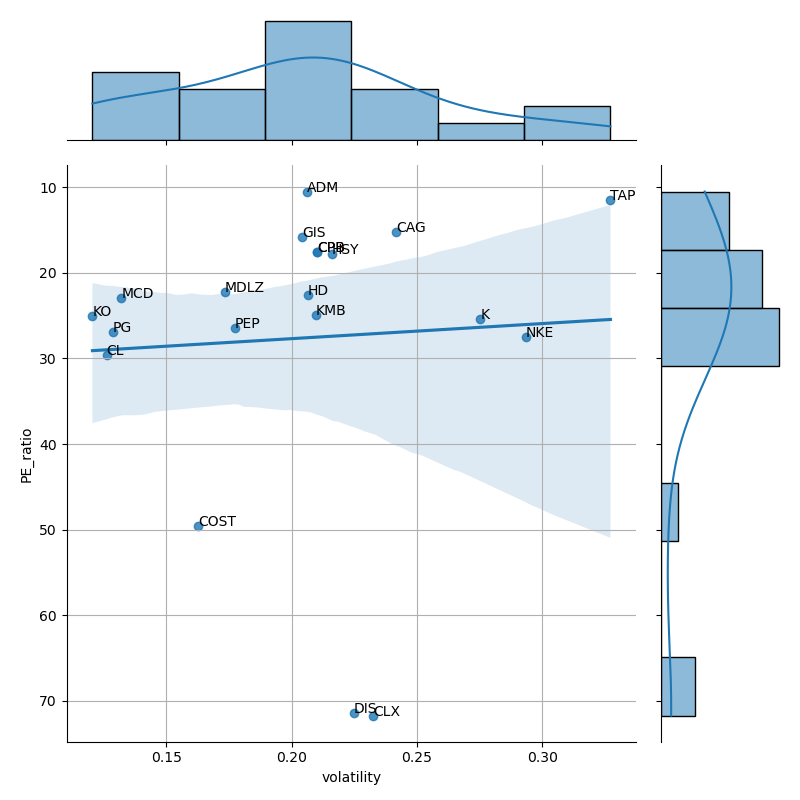 10
20
30
40
50
60
70
PE_ratio
ADM
TAP
GIS
CAG
CPB
HSY
MCD
MDLZ
HD
KO
KMB
K
PG
PEP
NKE
CL
COST
DIS
CLX
0.15
0.20
0.25
0.30
volatility